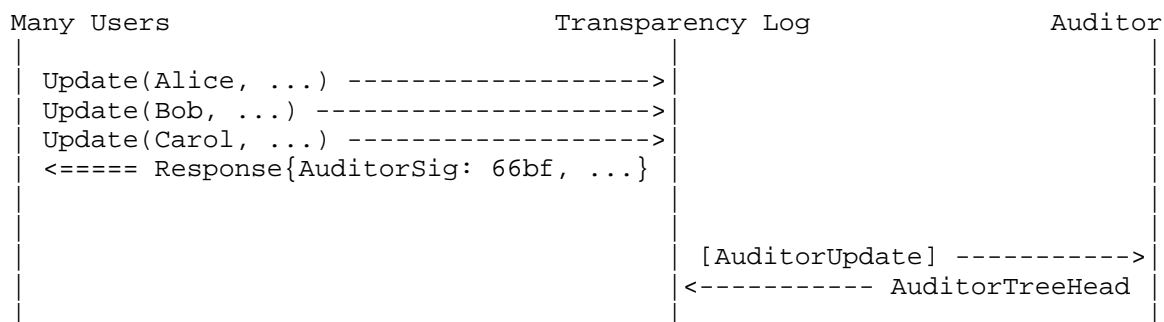 Many Users                          Transparency Log               Auditor
|                                         |                              |
| Update(Alice, ...) ------------------->|                              |
| Update(Bob, ...) --------------------->|                              |
| Update(Carol, ...) ------------------->|                              |
| <===== Response{AuditorSig: 66bf, ...} |                              |
|                                         |                              |
|                                         |                              |
|                                         | [AuditorUpdate] ----------->|
|                                         |<----------- AuditorTreeHead |
|                                         |                              |